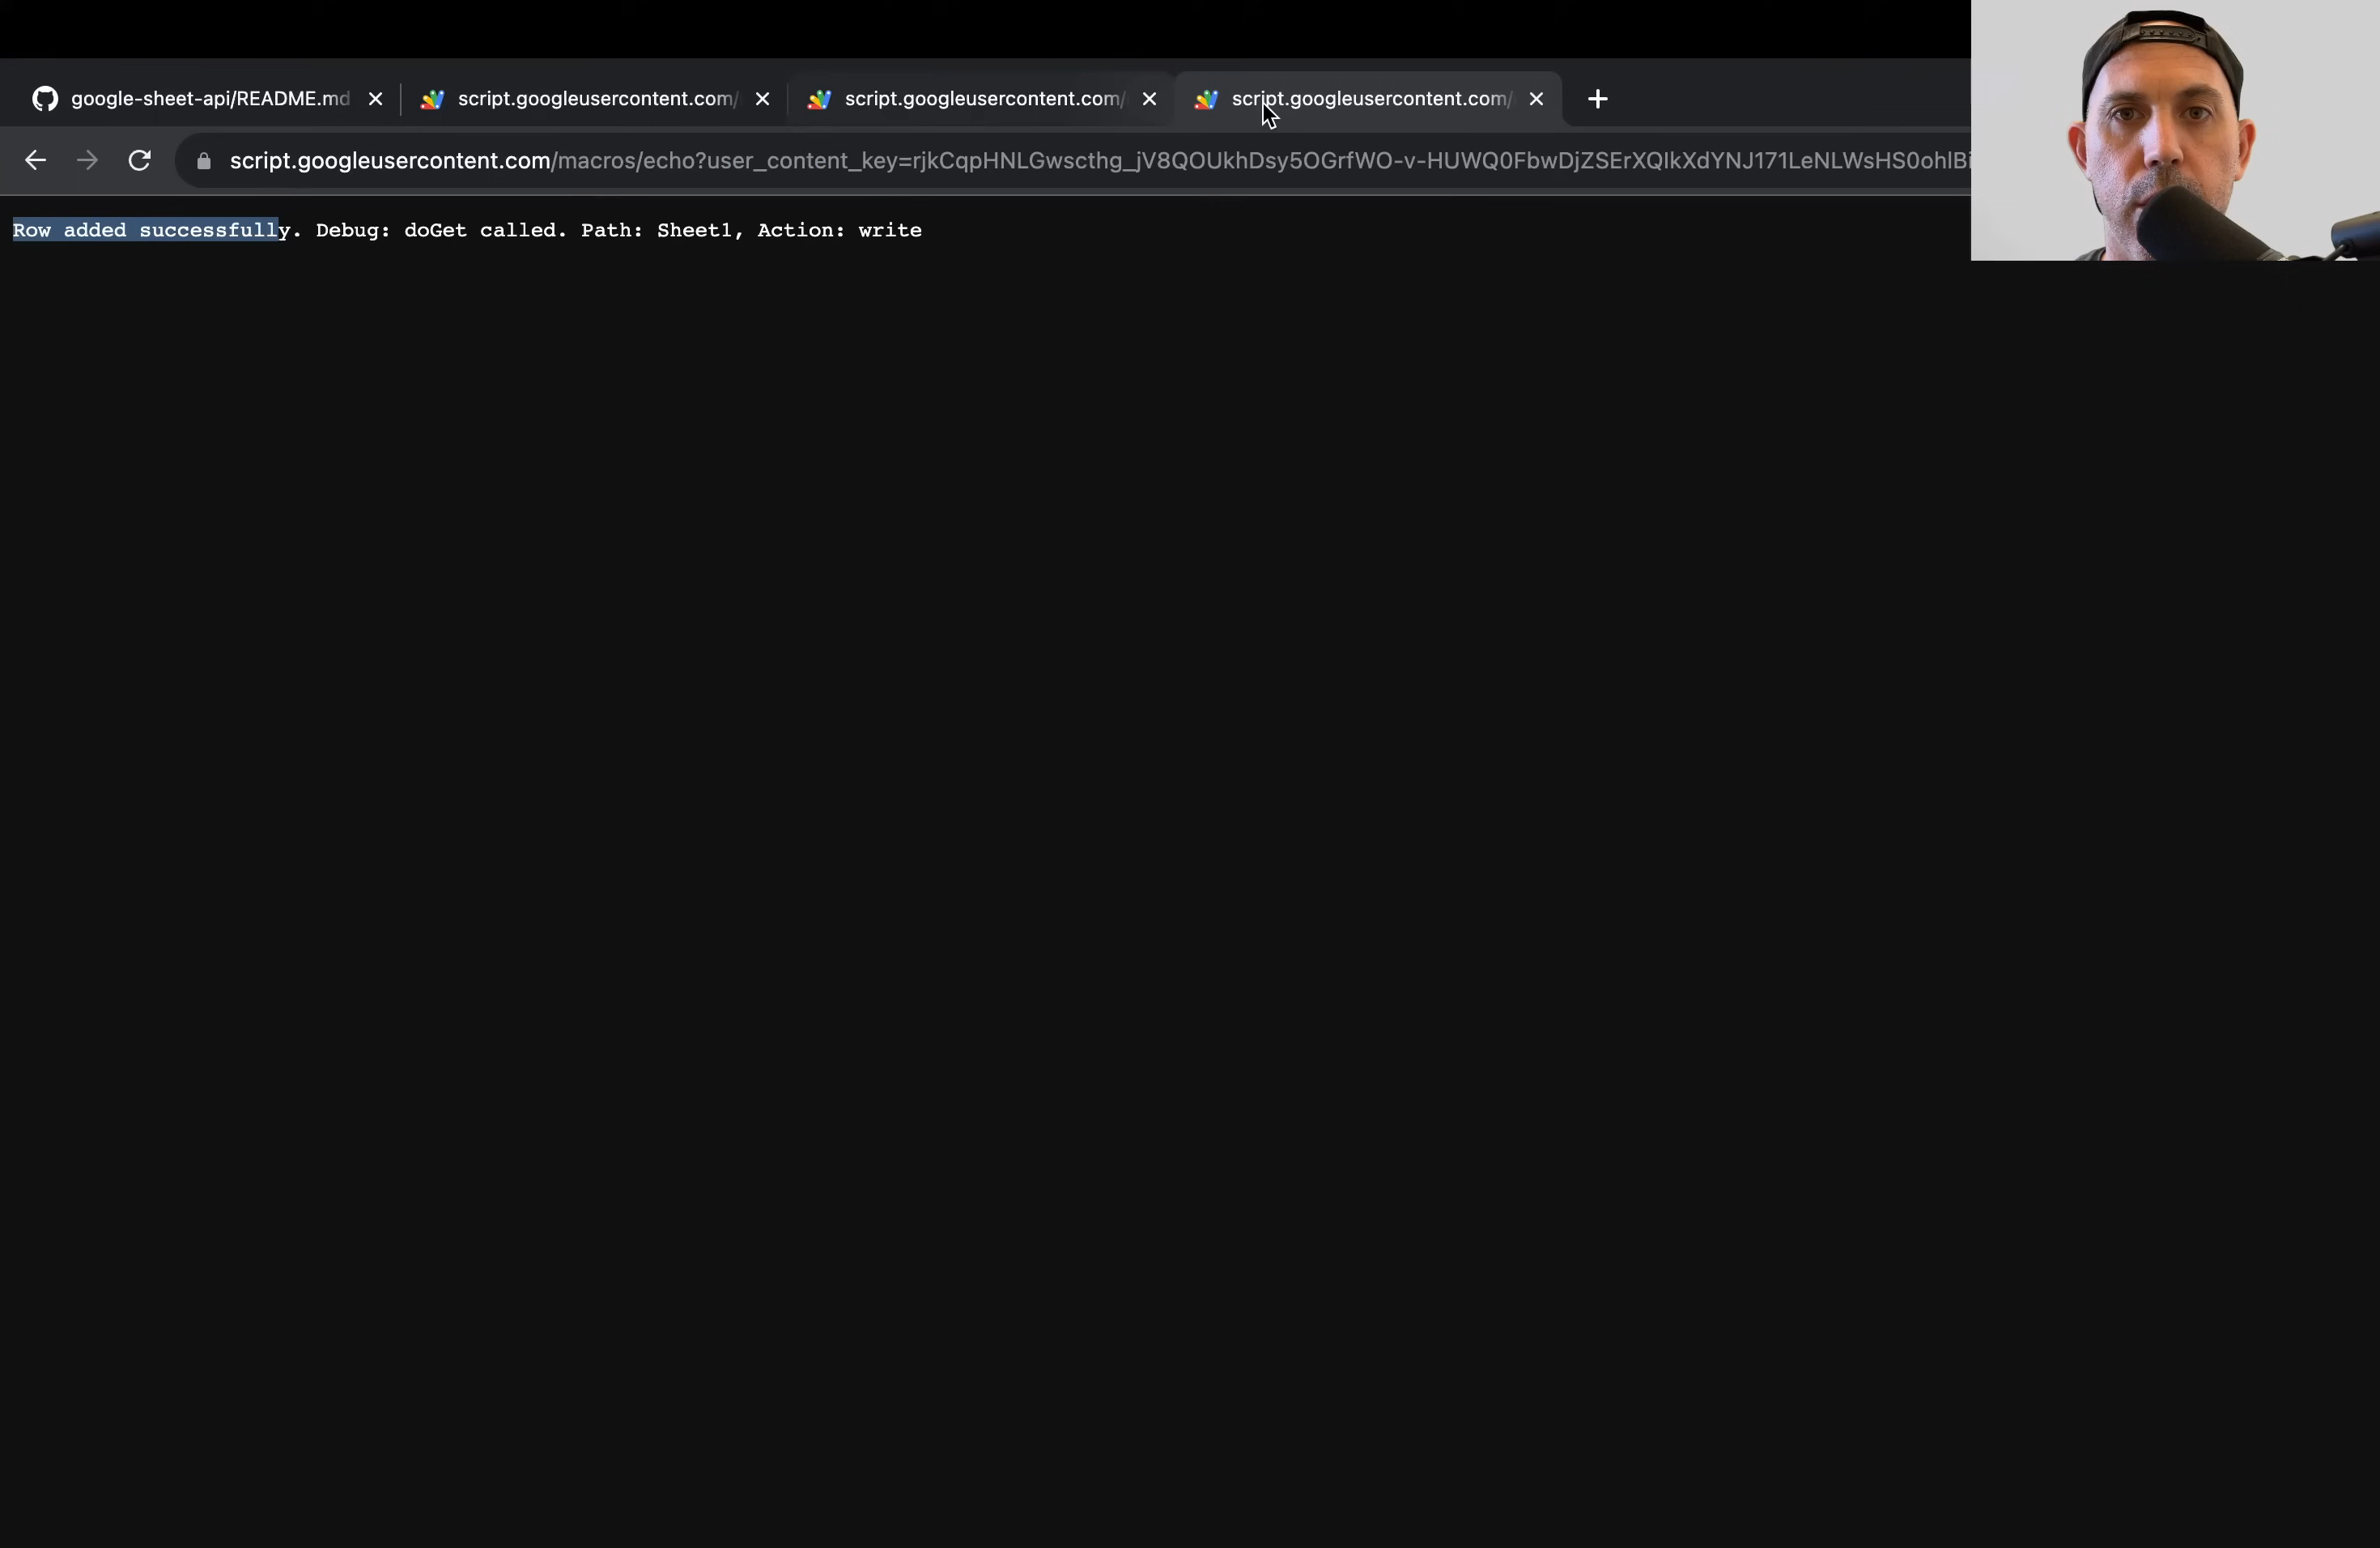 google-sheet-api/README.md
script.googleusercontent.com/
script.googleusercontent.com/
script.googleusercontent.com/
script.googleusercontent.com/macros/echo?user_content_key=rjkCqpHNLGwscthg_jV8QOUkhDsy5OGrfWO-v-HUWQ0FbwDjZSErXQIkXdYNJ171LeNLWsHS0ohlBi
Row added successfully. Debug: doGet called. Path: Sheet1, Action: write